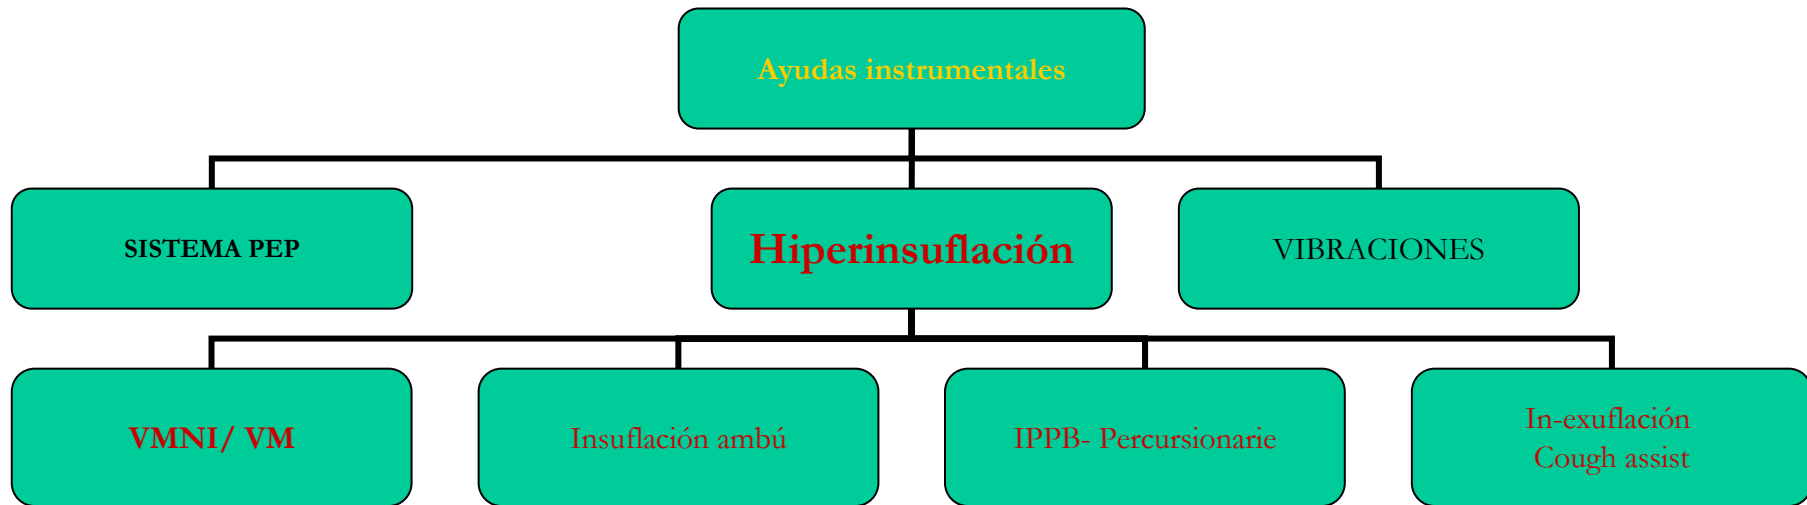 Ayudas instrumentales
SISTEMA PEP
Hiperinsuflación
VIBRACIONES
VMNI/ VM
Insuflación ambú
IPPB- Percursionarie
In-exuflación
Cough assist